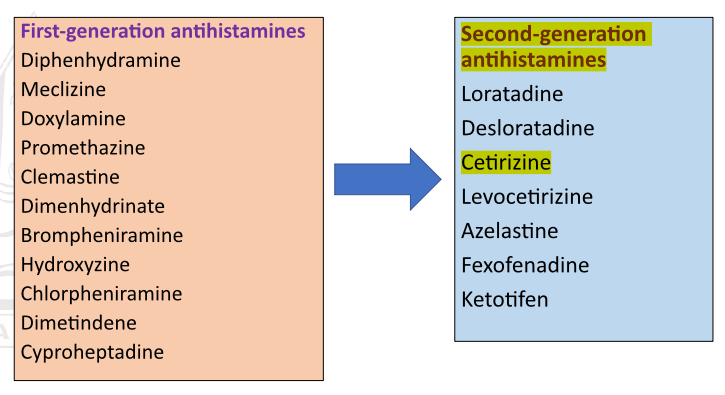 First-generation antihistamines
Diphenhydramine
Meclizine
Doxylamine
Promethazine
Clemastine
Dimenhydrinate
Brompheniramine
Hydroxyzine
Chlorpheniramine
Dimetindene
Cyproheptadine
Second-generation
antihistamines
Loratadine
Desloratadine
Cetirizine
Levocetirizine
Azelastine
Fexofenadine
Ketotifen